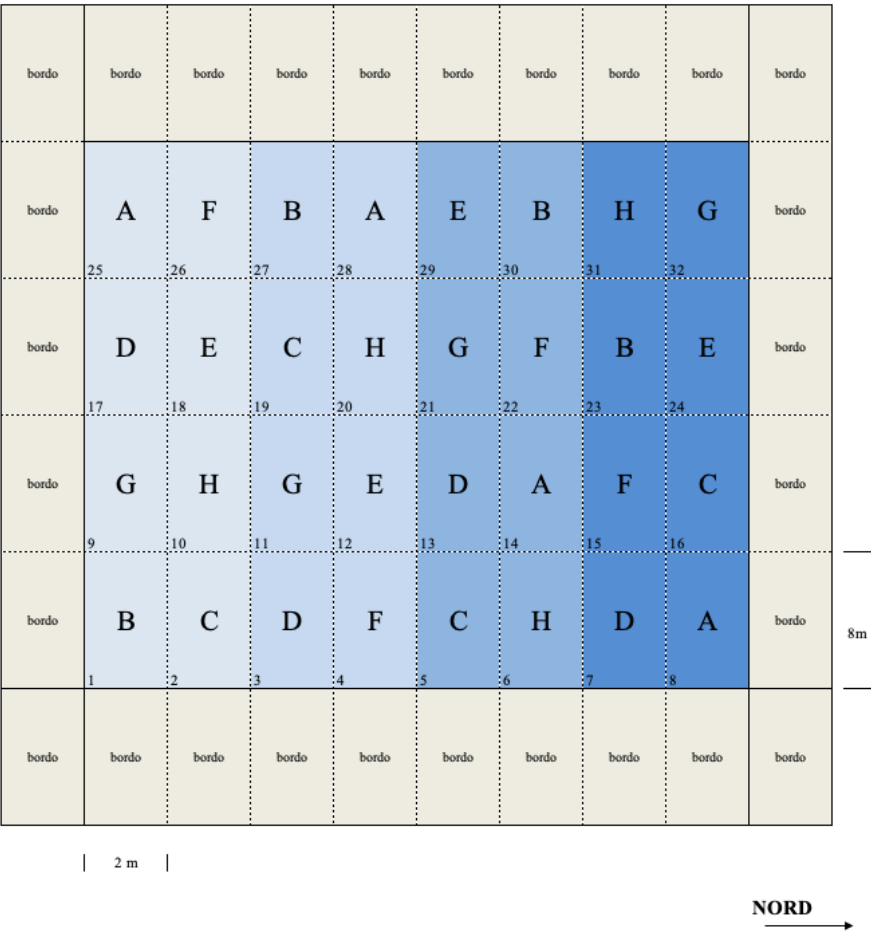 bordo bordo bordo bordo bordo bordo bordo bordo bordo bordo
bordo A F B A E B H G bordo
25 26 27 28 29 30 31 32
bordo D E C H G F B E bordo
17 18 19 20 21 22 23 24
bordo G H G E D A F C bordo
9 10 11 12 13 14 15 16
bordo B C D F C H D A bordo
8m
1 2 3 4 5 6 7 8
bordo bordo bordo bordo bordo bordo bordo bordo bordo bordo
2 m
NORD